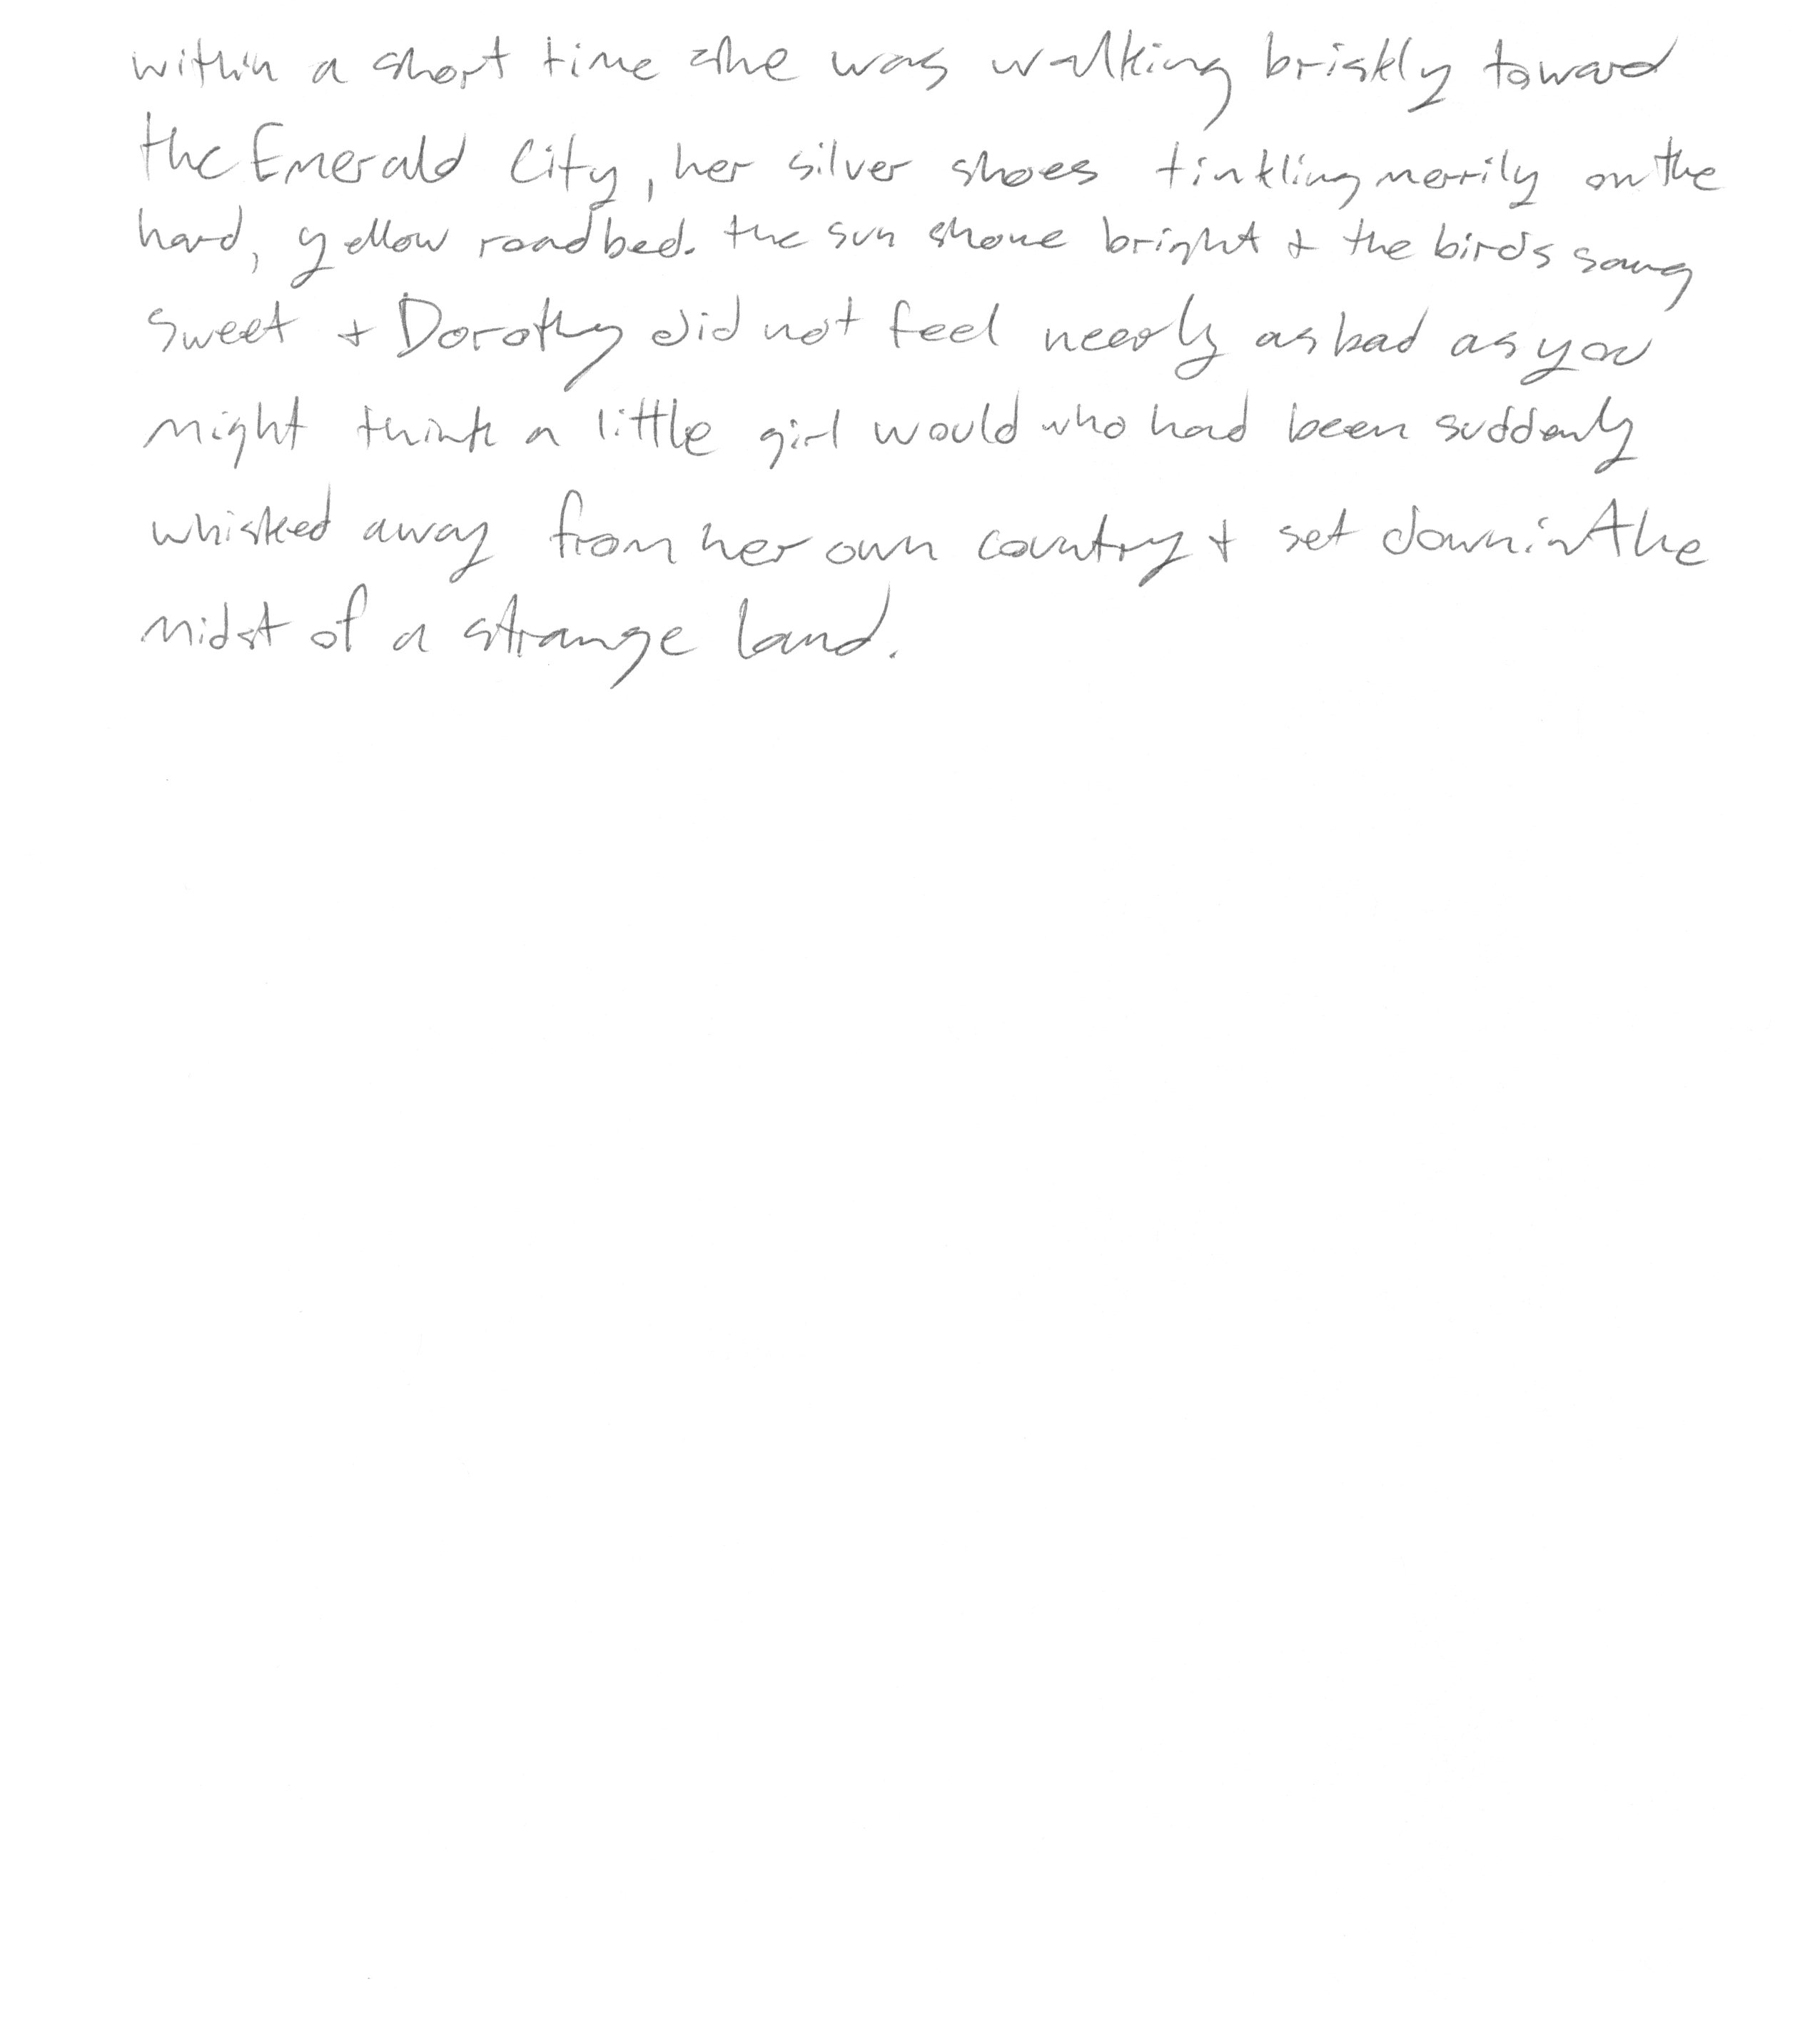 within a short time she was walking briskly toward
the Emerald City, her silver shoes tinkling merrily on the
hard, yellow roadbed. the sun shone bright & the birds sang
sweet & Dorothy did not feel nearly as bad as you
might think a little girl would who had been suddenly
whisked away from her own country & set down in the
midst of a strange land.